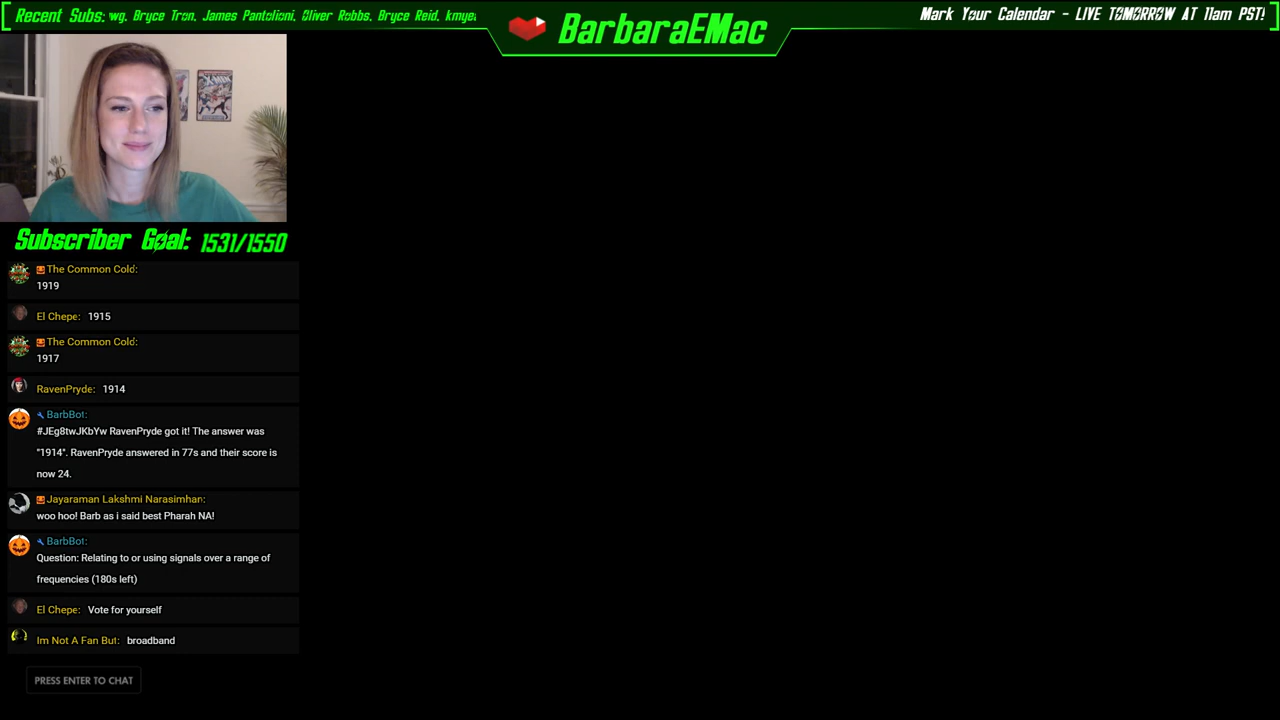 Recent Subs: wg, Bryce Tron, James Pantolioni, Oliver Robbs, Bryce Reid, kmye
BarbaraEMac
Mark Your Calendar - LIVE TOMORROW AT 11am PST!
Subscriber Goal: 1531/1550
The Common Cold:
1919
El Chepe: 1915
The Common Cold:
1917
RavenPryde: 1914
BarbBot:
#JEg8twJKbYw RavenPryde got it! The answer was
"1914". RavenPryde answered in 77s and their score is
now 24.
Jayaraman Lakshmi Narasimhan:
woo hoo! Barb as i said best Pharah NA!
BarbBot:
Question: Relating to or using signals over a range of
frequencies (180s left)
El Chepe: Vote for yourself
Im Not A Fan But: broadband
PRESS ENTER TO CHAT